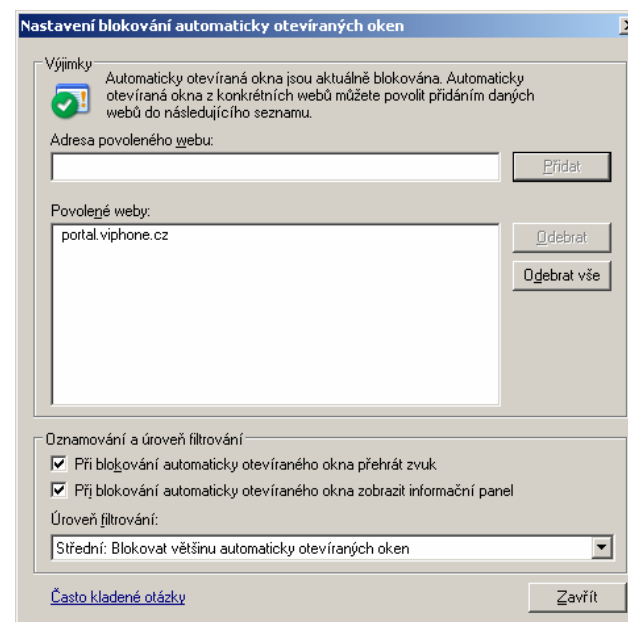 Nastavení blokování automaticky otevíraných oken
Výjimky
Automaticky otevíraná okna jsou aktuálně blokována. Automaticky
otevíraná okna z konkrétních webů můžete povolit přidáním daných
webů do následujícího seznamu.
Adresa povoleného webu:
Přidat
Povolené weby:
portal.viphone.cz
Odebrat
Odebrat vše
Oznamování a úroveň filtrování
Při blokování automaticky otevíraného okna přehrát zvuk
Při blokování automaticky otevíraného okna zobrazit informační panel
Úroveň filtrování:
Střední: Blokovat většinu automaticky otevíraných oken
Často kladené otázky
Zavřít